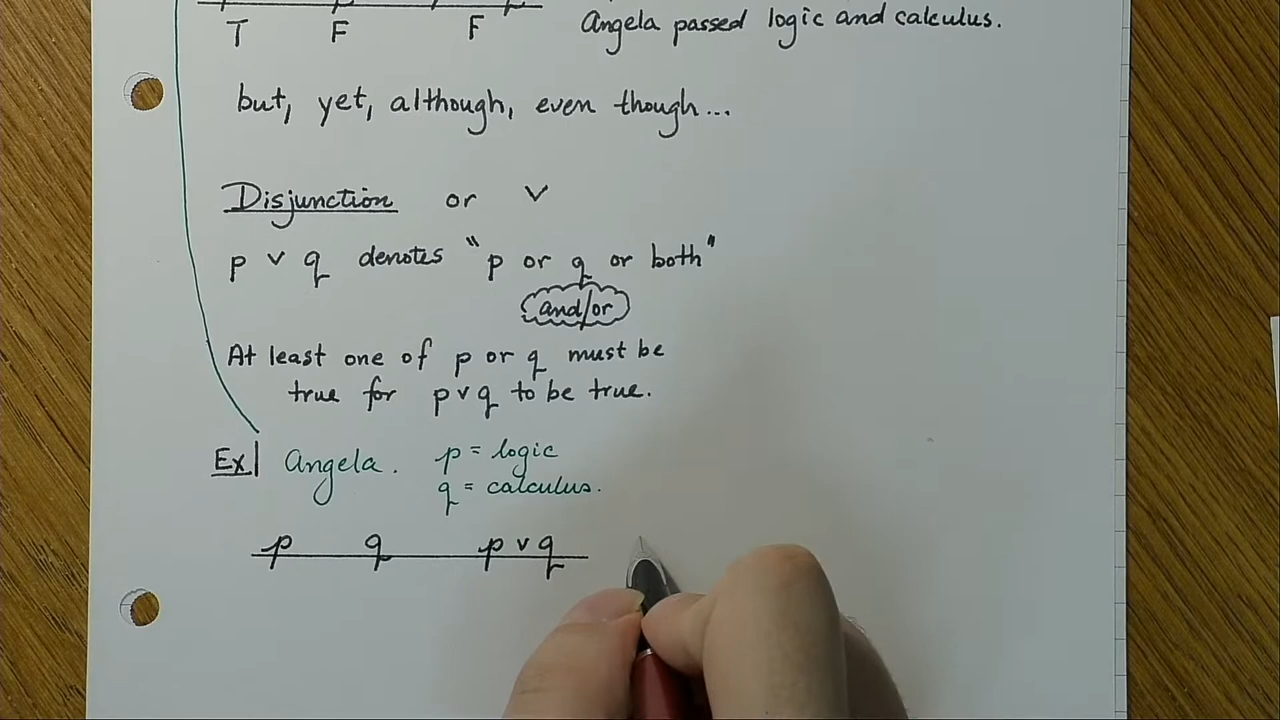 T F F Angela passed logic and calculus.
but, yet, although, even though...
Disjunction or ∨
p ∨ q denotes "p or q or both"
and/or
At least one of p or q must be
true for p∨q to be true.
Ex| Angela. p = logic
q = calculus.
p q p ∨ q